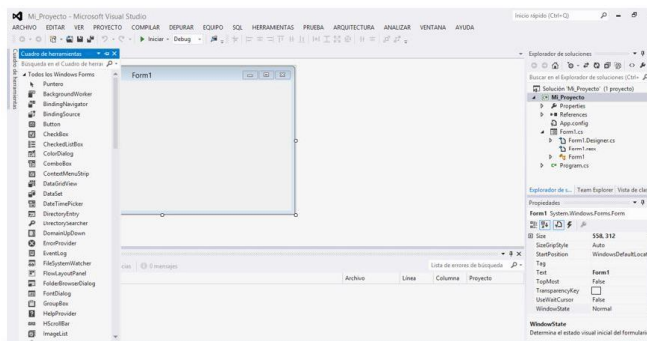 Mi_Proyecto - Microsoft Visual Studio
Inicio rápido (Ctrl+Q)
ARCHIVO EDITAR VER PROYECTO COMPILAR DEPURAR EQUIPO SQL HERRAMIENTAS PRUEBA ARQUITECTURA ANALIZAR VENTANA AYUDA
Iniciar Debug
Cuadro de herramientas
Cuadro de herramientas
Búsqueda en el Cuadro de herra
Todos los Windows Forms
Puntero
BackgroundWorker
BindingNavigator
BindingSource
Button
CheckBox
CheckedListBox
ColorDialog
ComboBox
ContextMenuStrip
DataGridView
DataSet
DateTimePicker
DirectoryEntry
DirectorySearcher
DomainUpDown
ErrorProvider
EventLog
FileSystemWatcher
FlowLayoutPanel
FolderBrowserDialog
FontDialog
GroupBox
HelpProvider
HScrollBar
ImageList
Form1
0 mensajes
Lista de errores de búsqueda
Archivo Línea Columna Proyecto
Explorador de soluciones
Buscar en el Explorador de soluciones (Ctrl+
Solución 'Mi_Proyecto' (1 proyecto)
Mi_Proyecto
Properties
References
App.config
Form1.cs
Form1.Designer.cs
Form1.resx
Form1
Program.cs
Explorador de s... Team Explorer Vista de clas
Propiedades
Form1 System.Windows.Forms.Form
Size 558, 312
SizeGripStyle Auto
StartPosition WindowsDefaultLocat
Tag
Text Form1
TopMost False
TransparencyKey
UseWaitCursor False
WindowState Normal
WindowState
Determina el estado visual inicial del formulario